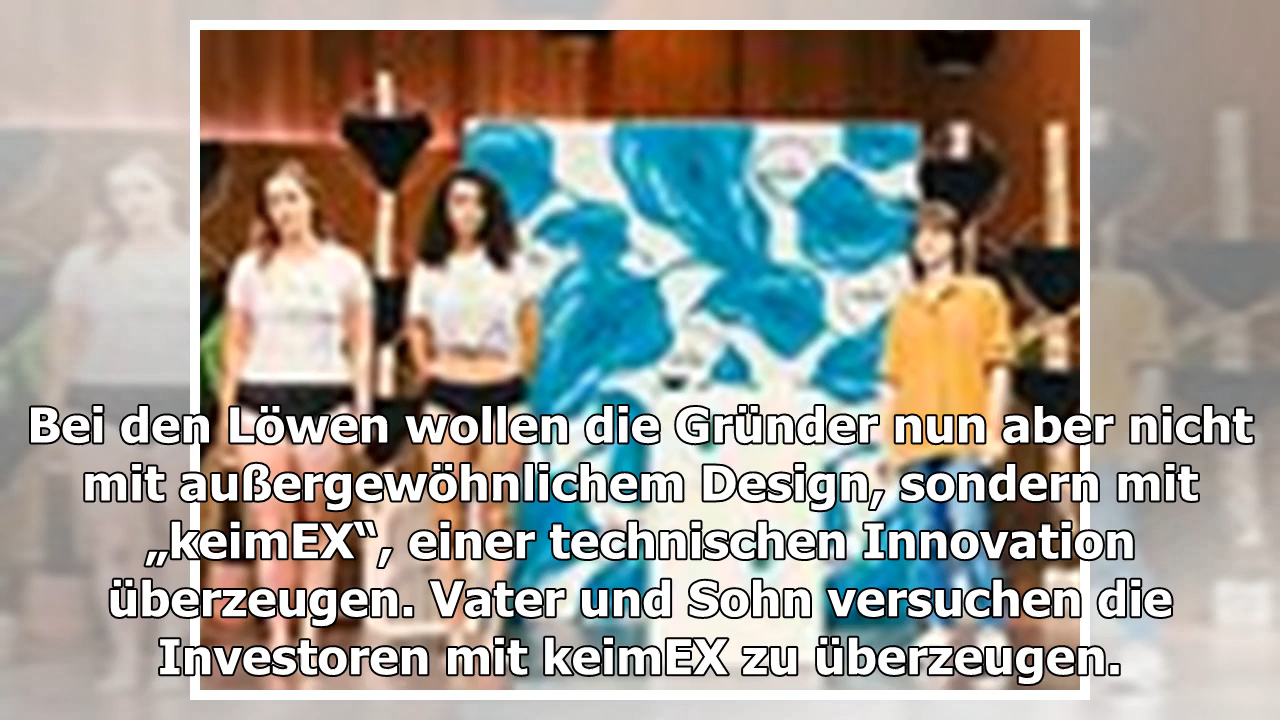 Bei den Löwen wollen die Gründer nun aber nicht
mit außergewöhnlichem Design, sondern mit
„keimEX“, einer technischen Innovation
überzeugen. Vater und Sohn versuchen die
Investoren mit keimEX zu überzeugen.